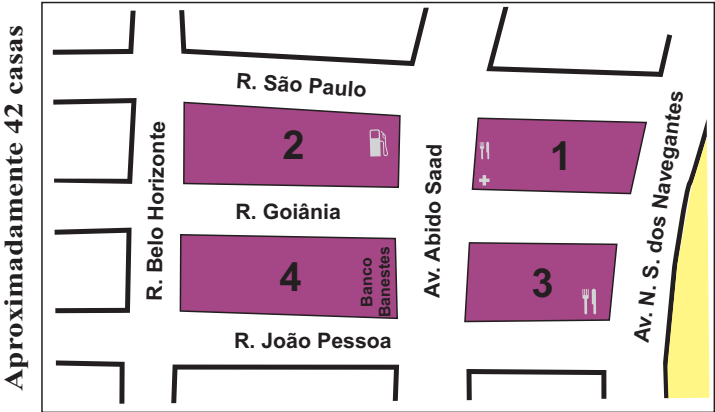 Aproximadamente 42 casas
R. São Paulo
2
1
R. Belo Horizonte
R. Goiânia
Av. Abido Saad
Av. N. S. dos Navegantes
4
Banco
Banestes
3
R. João Pessoa